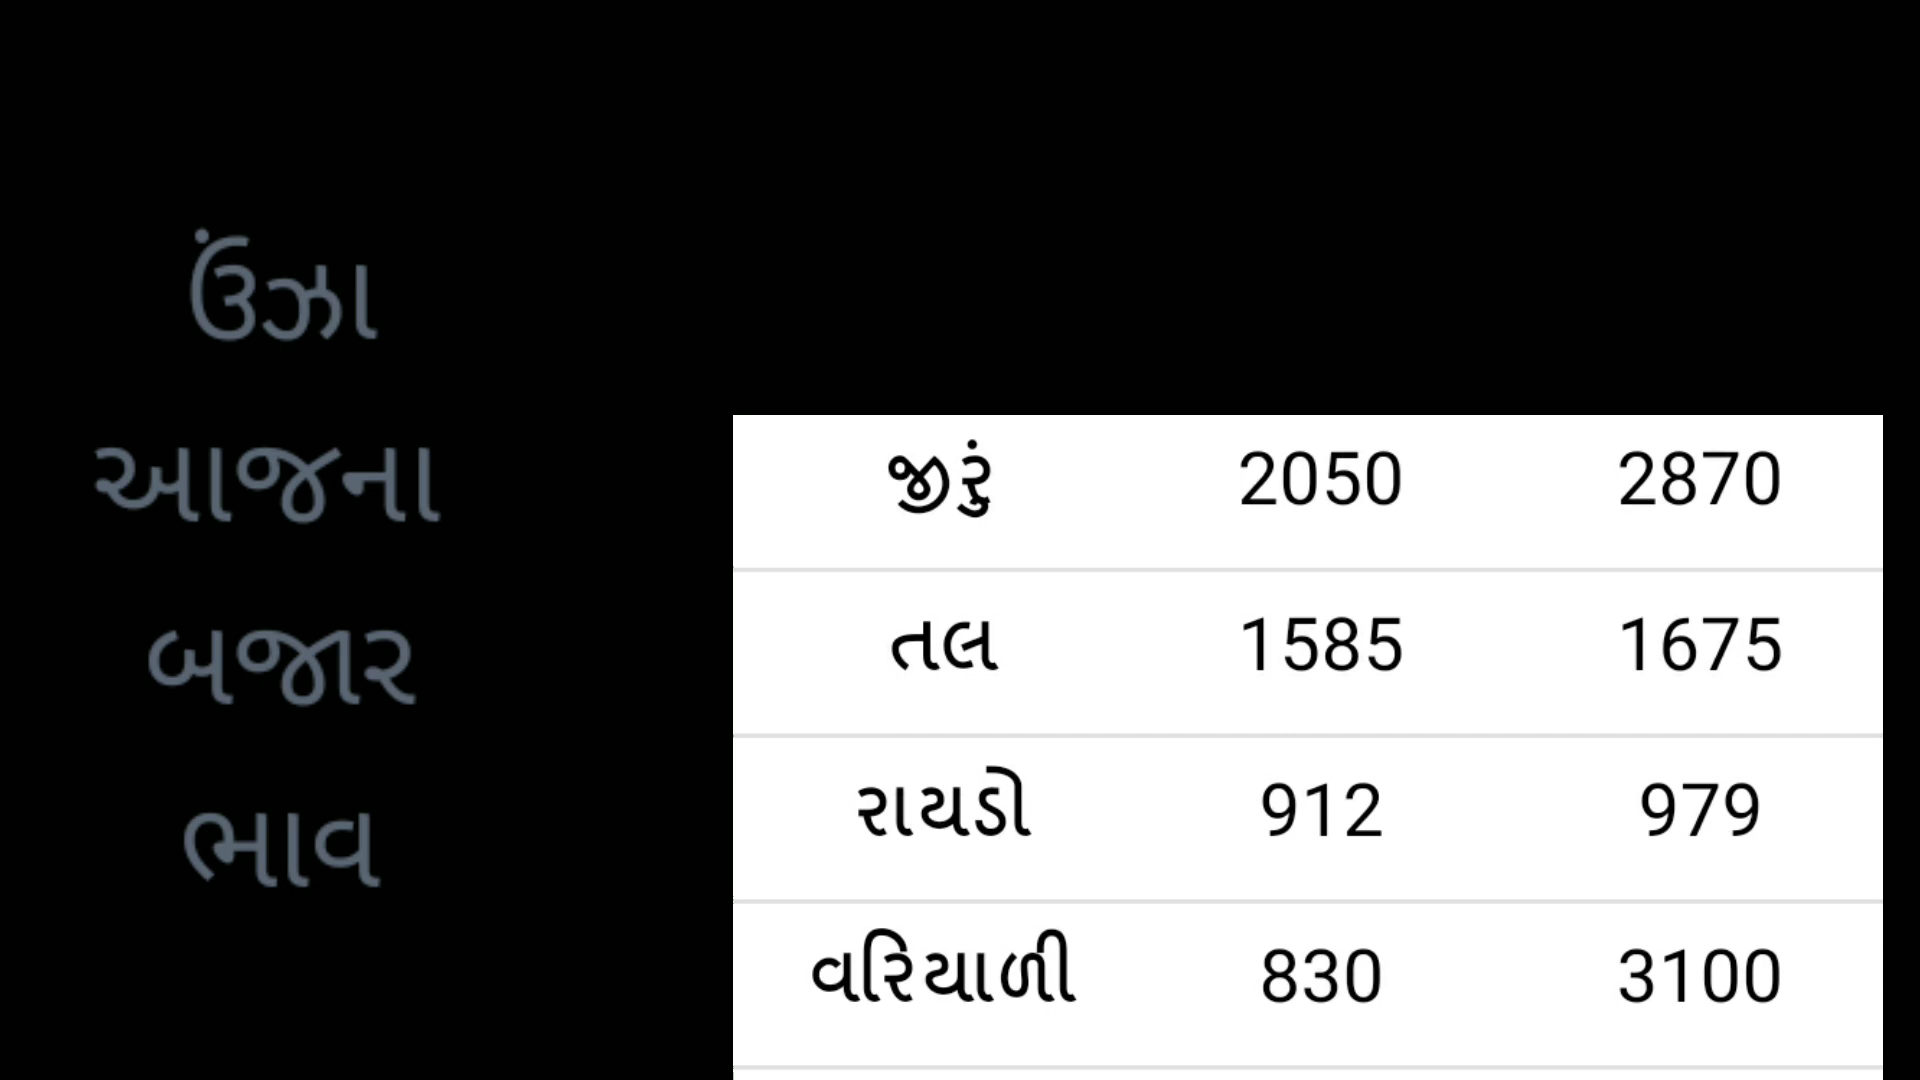 ઉંઝા
આજના
બજાર
ભાવ
જીરું 2050 2870
તલ 1585 1675
રાયડો 912 979
વરિયાળી 830 3100